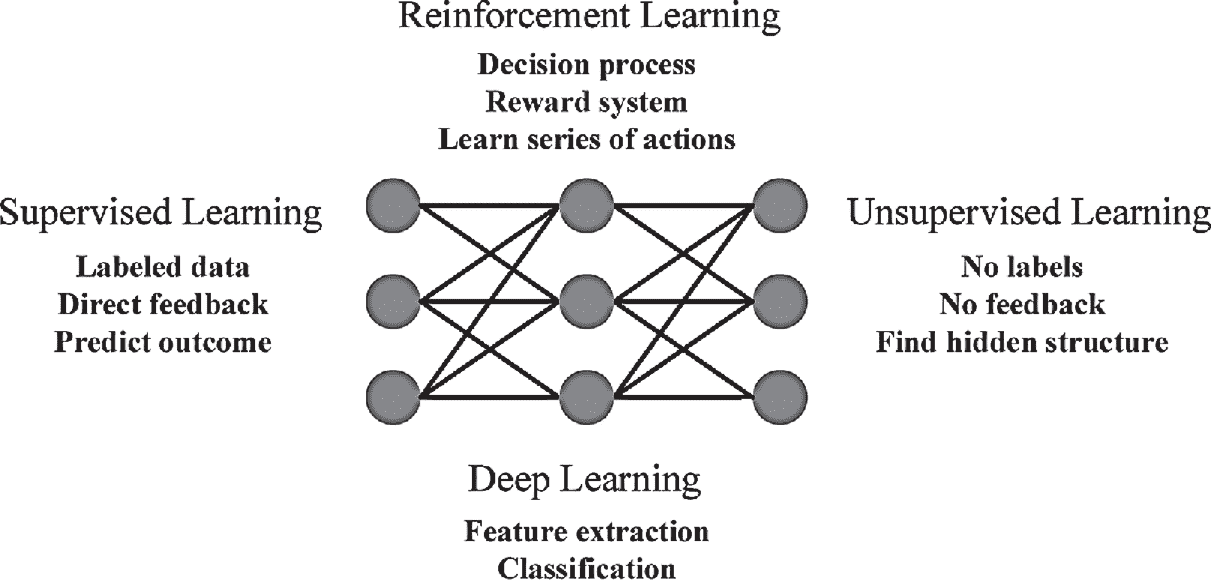 Reinforcement Learning
Decision process
Reward system
Learn series of actions
Supervised Learning
Labeled data
Direct feedback
Predict outcome
Unsupervised Learning
No labels
No feedback
Find hidden structure
Deep Learning
Feature extraction
Classification